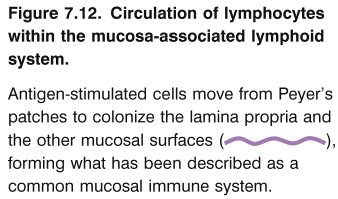 Figure 7.12. Circulation of lymphocytes
within the mucosa-associated lymphoid
system.
Antigen-stimulated cells move from Peyer's
patches to colonize the lamina propria and
the other mucosal surfaces ( ),
forming what has been described as a
common mucosal immune system.